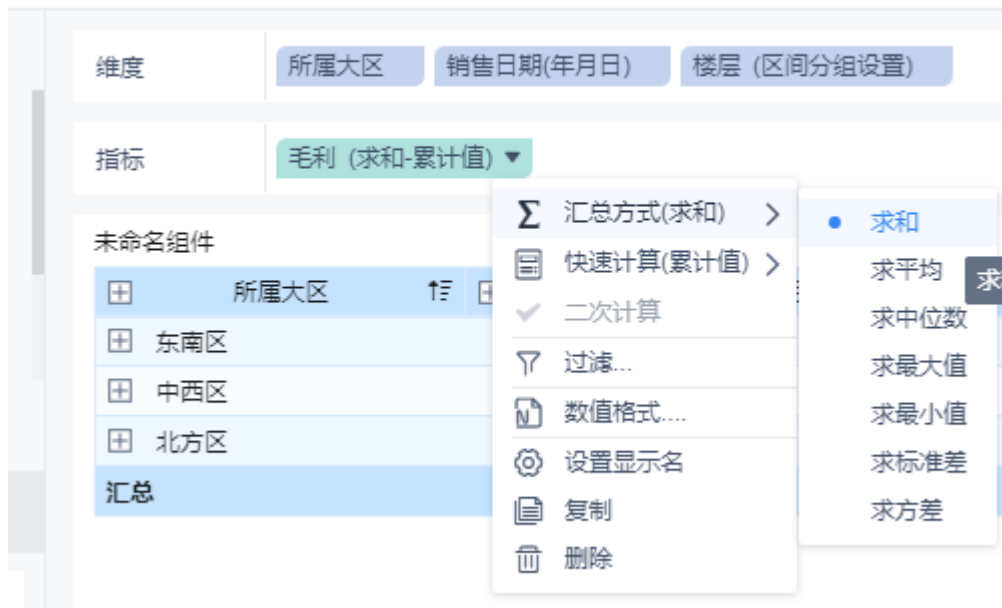 维度 所属大区 销售日期(年月日) 楼层 (区间分组设置)
指标 毛利 (求和-累计值)
未命名组件
所属大区
东南区
中西区
北方区
汇总
汇总方式(求和)
快速计算(累计值)
二次计算
过滤...
数值格式....
设置显示名
复制
删除
求和
求平均
求中位数
求最大值
求最小值
求标准差
求方差
求